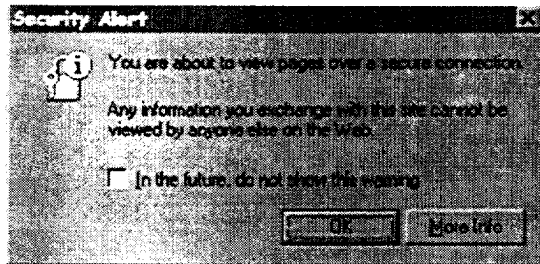 Security Alert
You are about to view pages over a secure connection.
Any information you exchange with this site cannot be
viewed by anyone else on the Web.
In the future, do not show this warning
OK
More Info